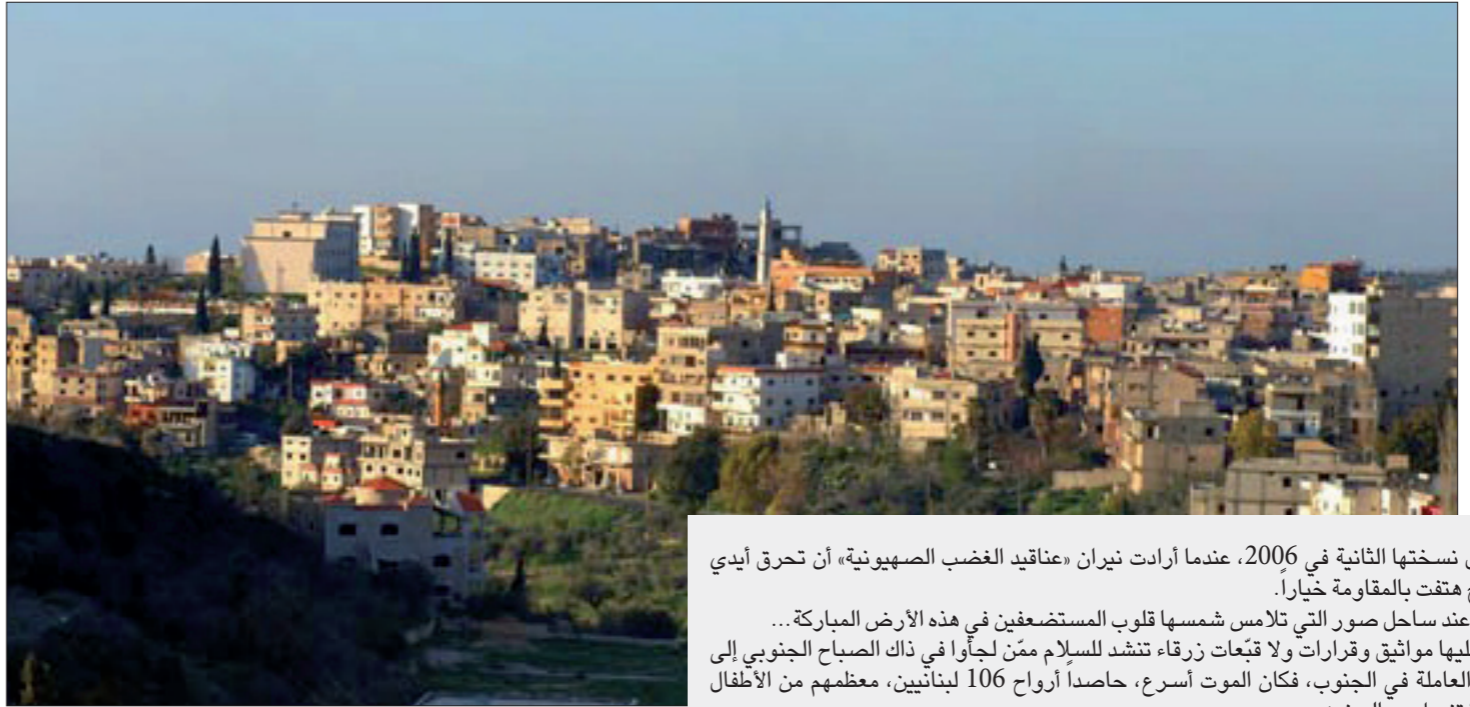 نسختها الثانية في 2006، عندما أرادت نيران «عناقيد الغضب الصهيونية» أن تحرق أيدي
هتفت بالمقاومة خياراً.
عند ساحل صور التي تلامس شمسها قلوب المستضعفين في هذه الأرض المباركة...
ليها مواثيق وقرارات ولا قبّعات زرقاء تنشد للسلام ممّن لجأوا في ذاك الصباح الجنوبي إلى
العاملة في الجنوب، فكان الموت أسرع، حاصداً أرواح 106 لبنانيين، معظمهم من الأطفال